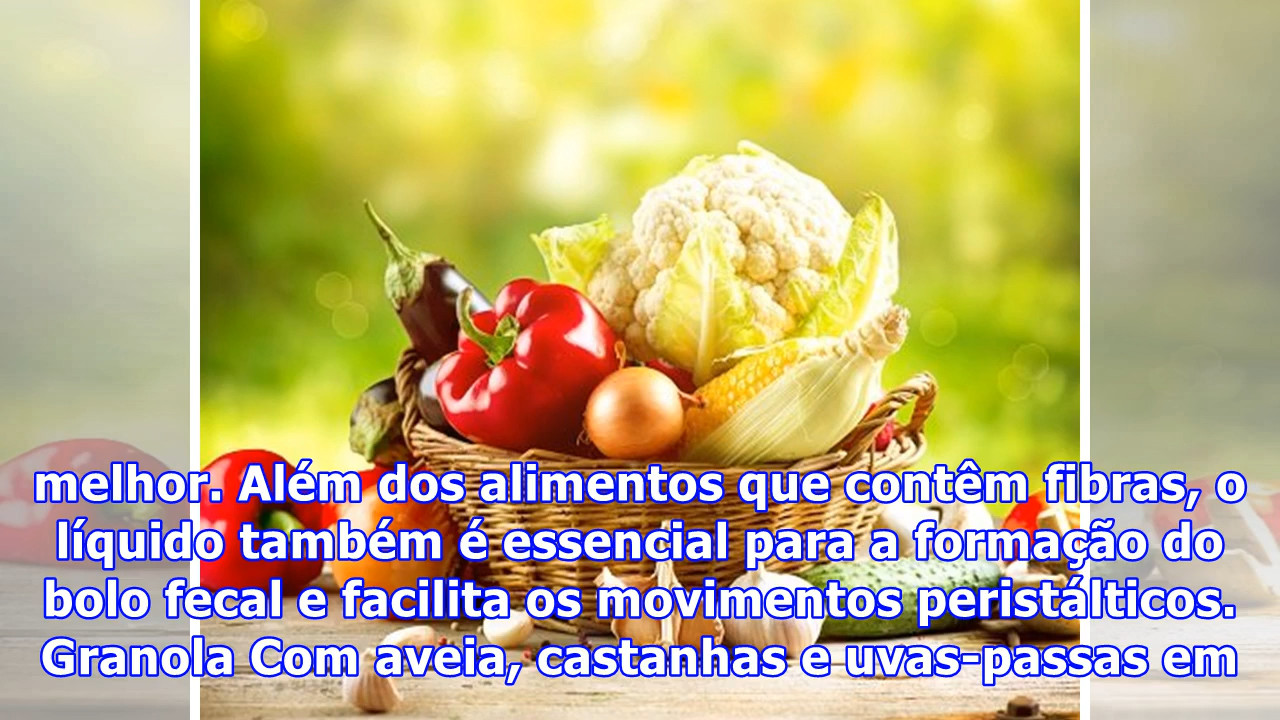 melhor. Além dos alimentos que contêm fibras, o
líquido também é essencial para a formação do
bolo fecal e facilita os movimentos peristálticos.
Granola Com aveia, castanhas e uvas-passas em